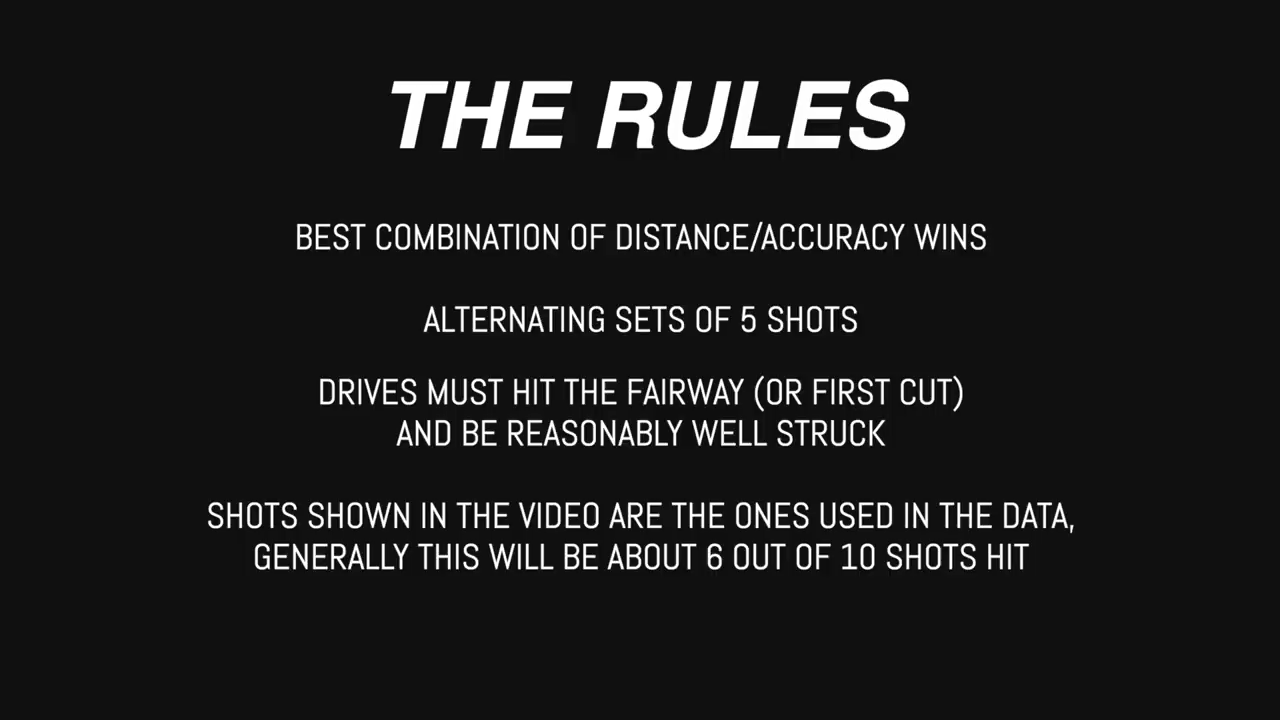 THE RULES
BEST COMBINATION OF DISTANCE/ACCURACY WINS
ALTERNATING SETS OF 5 SHOTS
DRIVES MUST HIT THE FAIRWAY (OR FIRST CUT)
AND BE REASONABLY WELL STRUCK
SHOTS SHOWN IN THE VIDEO ARE THE ONES USED IN THE DATA,
GENERALLY THIS WILL BE ABOUT 6 OUT OF 10 SHOTS HIT